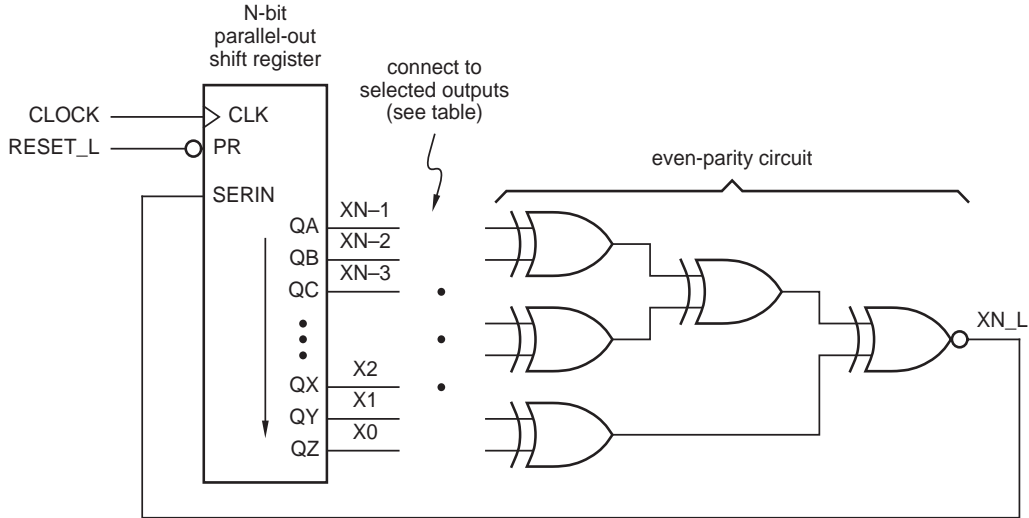 N-bit
parallel-out
shift register
connect to
selected outputs
(see table)
CLOCK
CLK
RESET_L
PR
even-parity circuit
SERIN
QA
XN–1
QB
XN–2
QC
XN–3
XN_L
QX
X2
QY
X1
QZ
X0